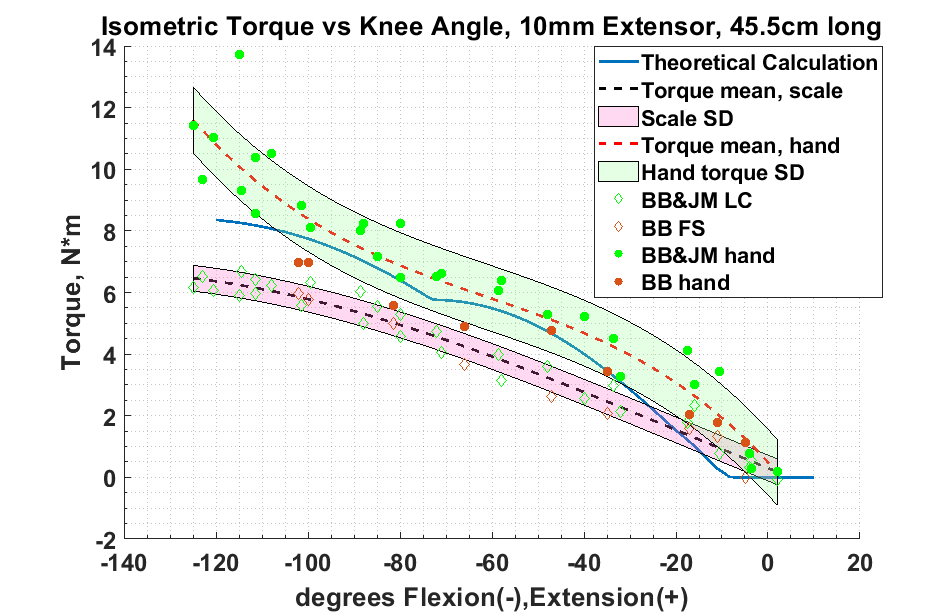 Isometric Torque vs Knee Angle, 10mm Extensor, 45.5cm long
14
12
10
8
6
4
2
0
-2
Torque, N*m
Theoretical Calculation
Torque mean, scale
Scale SD
Torque mean, hand
Hand torque SD
BB&JM LC
BB FS
BB&JM hand
BB hand
-140 -120 -100 -80 -60 -40 -20 0 20
degrees Flexion(-),Extension(+)